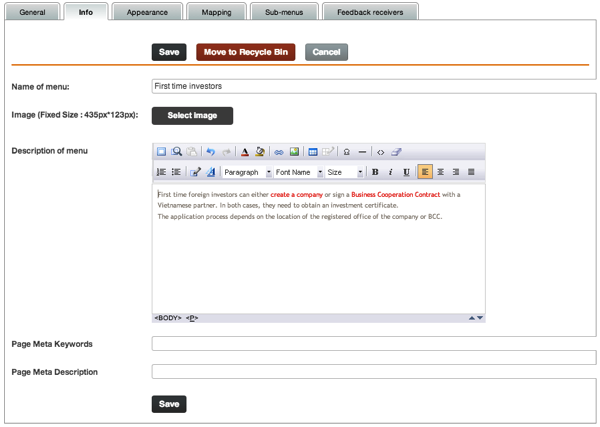 General Info Appearance Mapping Sub-menus Feedback receivers
Save Move to Recycle Bin Cancel
Name of menu: First time investors
Image (Fixed Size : 435px*123px): Select Image
Description of menu
Paragraph Font Name Size B i U
First time foreign investors can either create a company or sign a Business Cooperation Contract with a
Vietnamese partner. In both cases, they need to obtain an investment certificate.
The application process depends on the location of the registered office of the company or BCC.
<BODY> <P>
Page Meta Keywords
Page Meta Description
Save